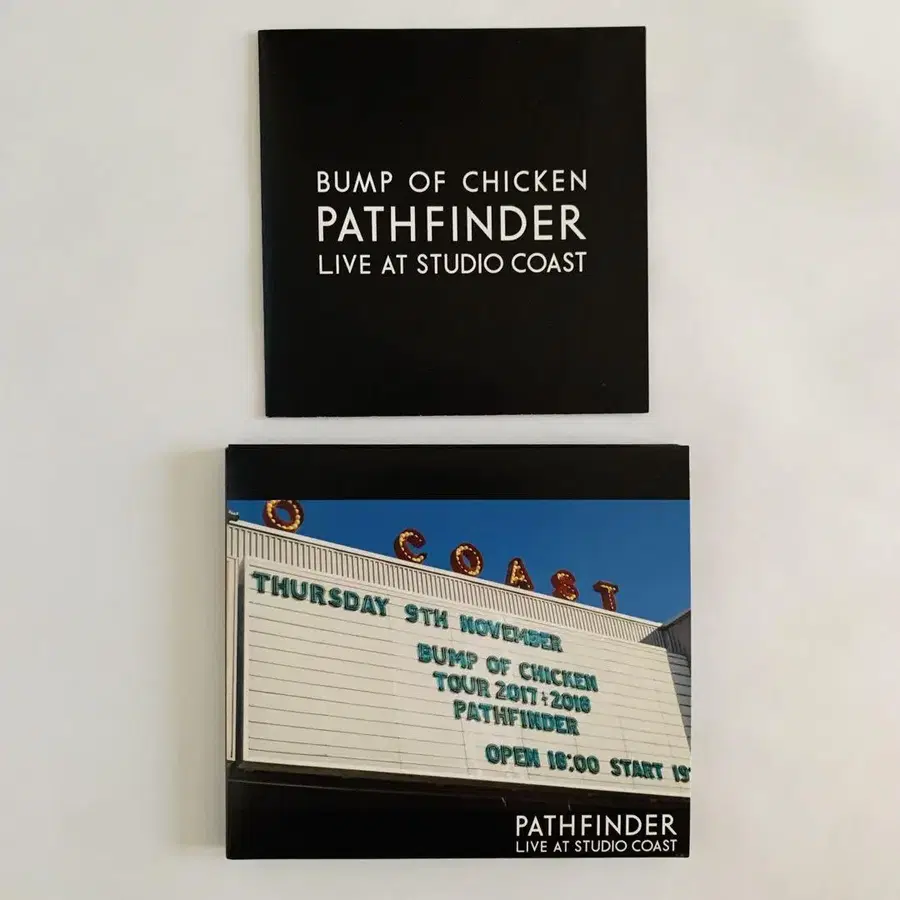 BUMP OF CHICKEN
PATHFINDER
LIVE AT STUDIO COAST
O COAST
THURSDAY 9TH NOVEMBER
BUMP OF CHICKEN
TOUR 2017-2018
PATHFINDER
OPEN 18:00 START 19
PATHFINDER
LIVE AT STUDIO COAST